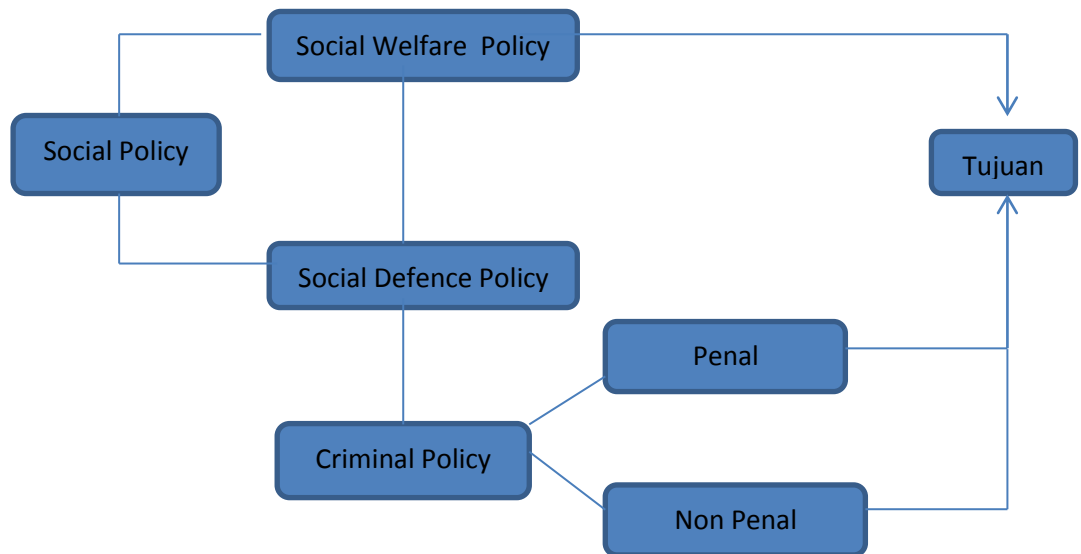 Social Welfare Policy
Social Policy
Tujuan
Social Defence Policy
Penal
Criminal Policy
Non Penal